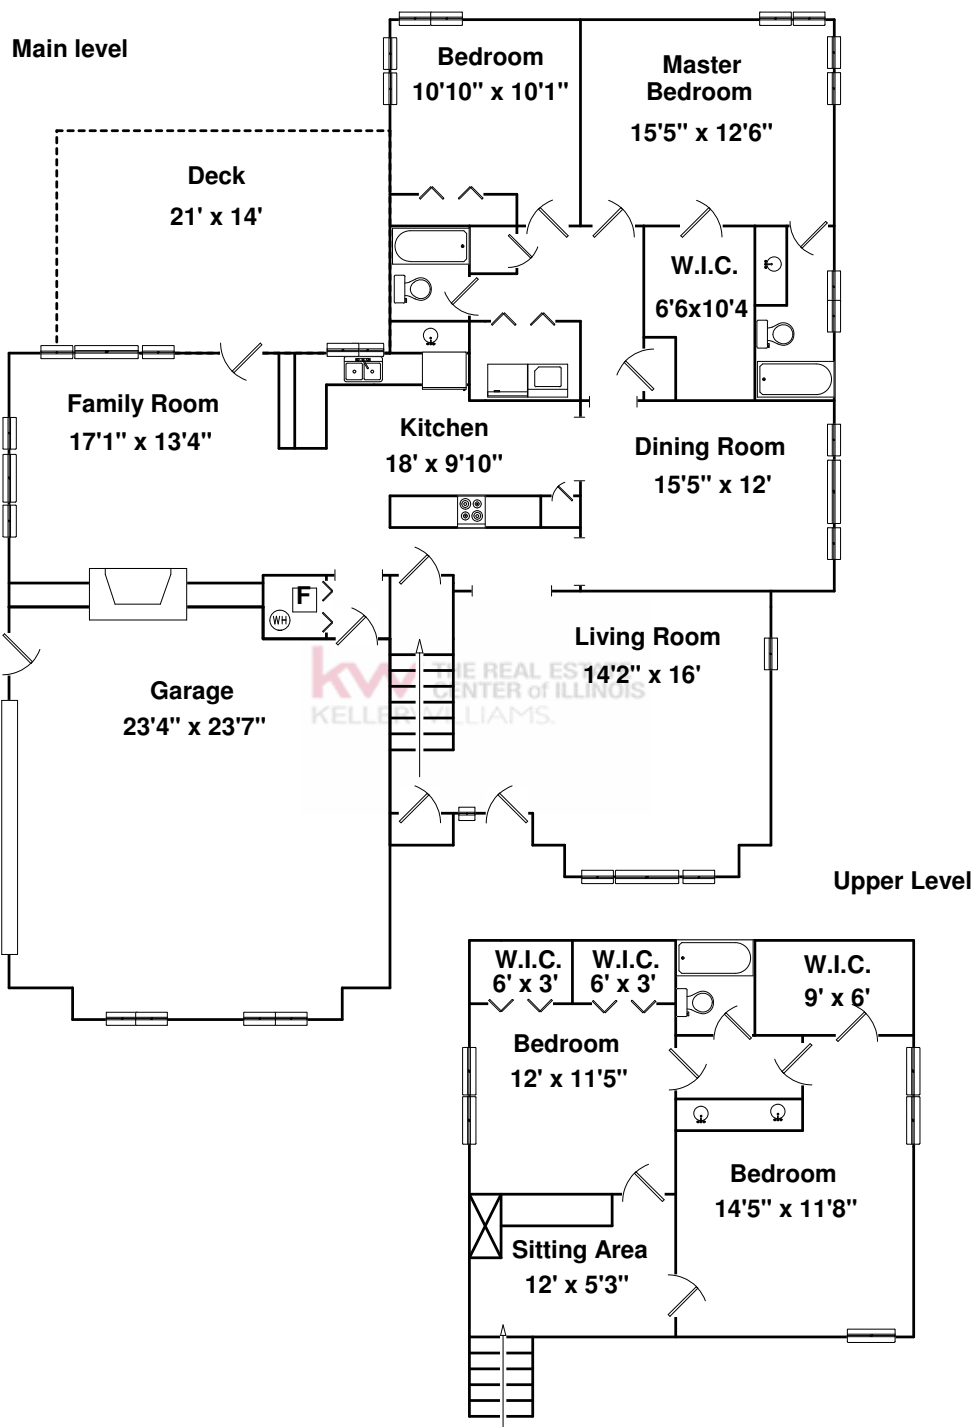 Main level
Bedroom
10'10" x 10'1"
Master
Bedroom
15'5" x 12'6"
Deck
21' x 14'
W.I.C.
6'6x10'4
Family Room
17'1" x 13'4"
Kitchen
18' x 9'10"
Dining Room
15'5" x 12'
F
WH
Living Room
14'2" x 16'
Garage
23'4" x 23'7"
kw THE REAL ESTATE
CENTER of ILLINOIS
KELLERWILLIAMS.
Upper Level
W.I.C.
6' x 3'
W.I.C.
6' x 3'
W.I.C.
9' x 6'
Bedroom
12' x 11'5"
Bedroom
14'5" x 11'8"
Sitting Area
12' x 5'3"